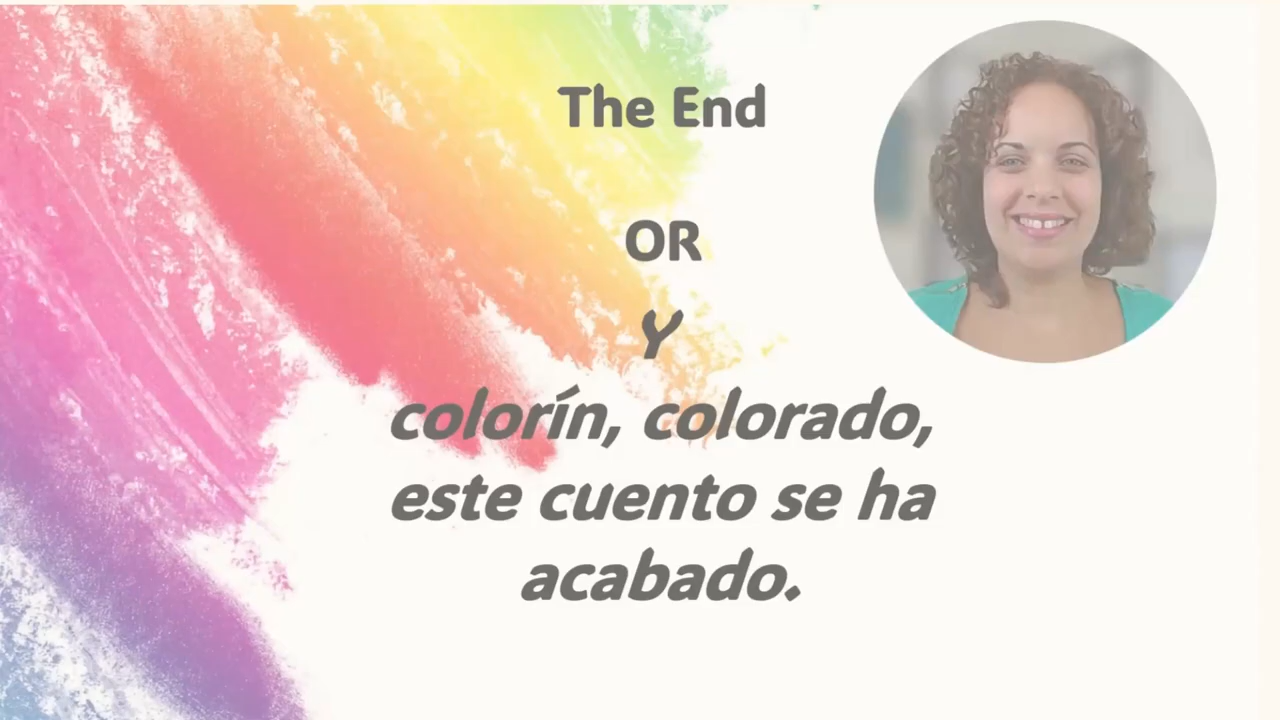 The End
OR
Y
colorín, colorado,
este cuento se ha
acabado.